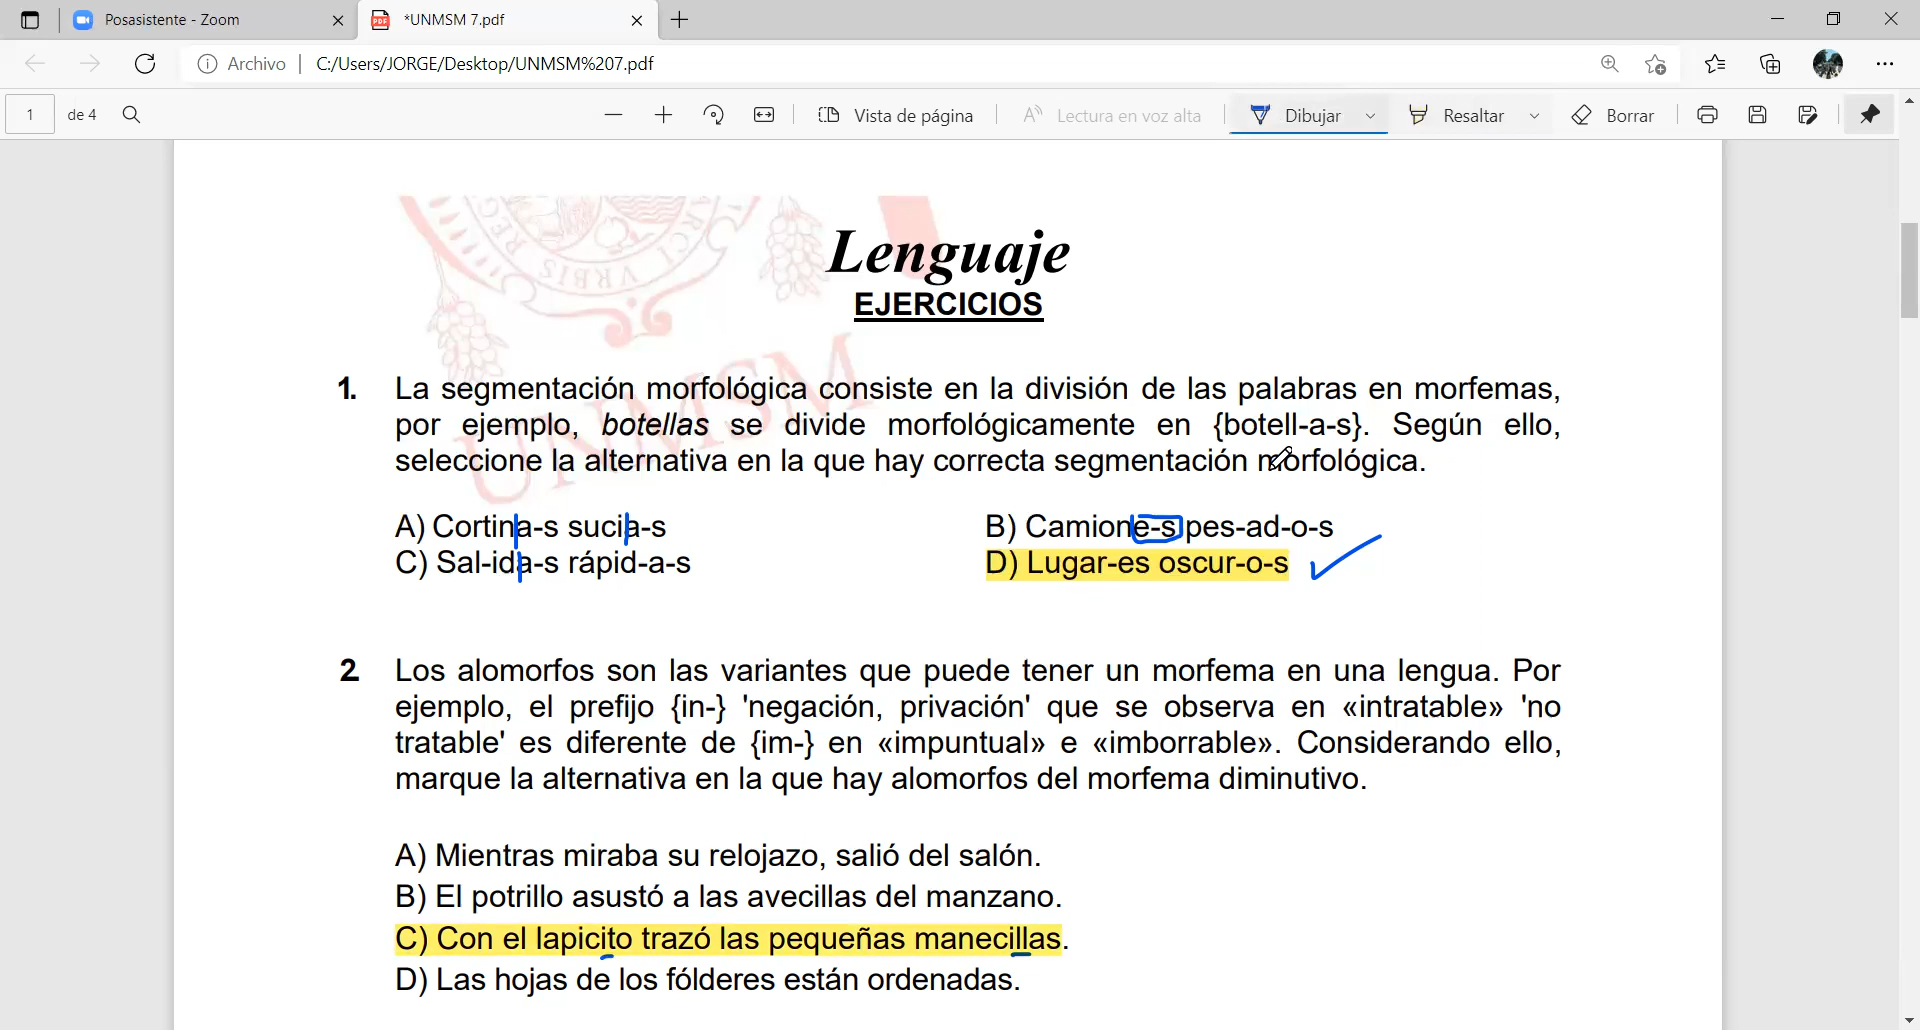 Posasistente - Zoom
*UNMSM 7.pdf
Archivo | C:/Users/JORGE/Desktop/UNMSM%207.pdf
1 de 4
Vista de página
A Lectura en voz alta
Dibujar
Resaltar
Borrar
UNMSM
Lenguaje
EJERCICIOS
1. La segmentación morfológica consiste en la división de las palabras en morfemas,
por ejemplo, botellas se divide morfológicamente en {botell-a-s}. Según ello,
seleccione la alternativa en la que hay correcta segmentación morfológica.
A) Cortina-s sucia-s
B) Camione-s pes-ad-o-s
C) Sal-ida-s rápid-a-s
D) Lugar-es oscur-o-s
2 Los alomorfos son las variantes que puede tener un morfema en una lengua. Por
ejemplo, el prefijo {in-} 'negación, privación' que se observa en «intratable» 'no
tratable' es diferente de {im-} en «impuntual» e «imborrable». Considerando ello,
marque la alternativa en la que hay alomorfos del morfema diminutivo.
A) Mientras miraba su relojazo, salió del salón.
B) El potrillo asustó a las avecillas del manzano.
C) Con el lapicito trazó las pequeñas manecillas.
D) Las hojas de los fólderes están ordenadas.